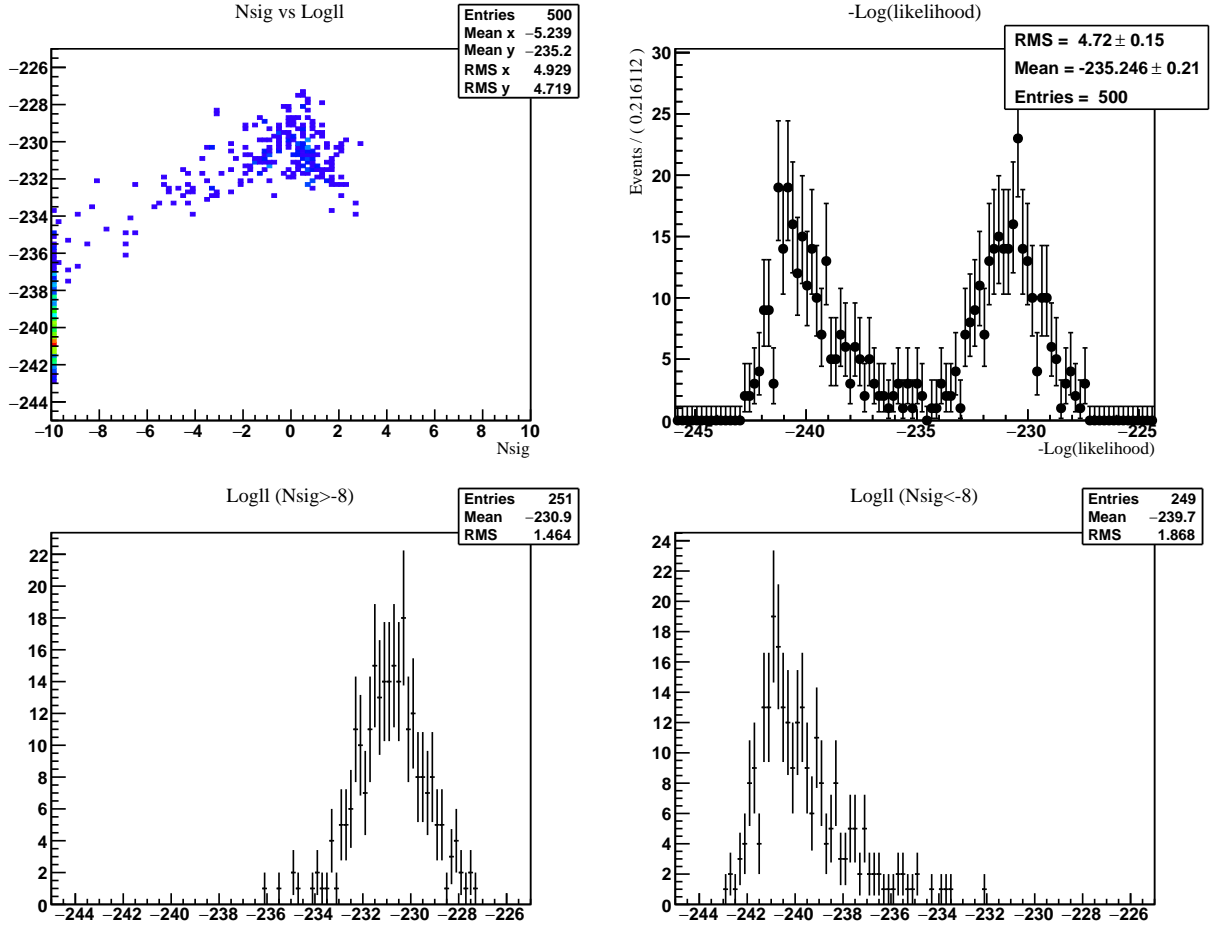 Nsig vs Logll
Entries 500
Mean x −5.239
Mean y −235.2
RMS x 4.929
RMS y 4.719
−226
−228
−230
−232
−234
−236
−238
−240
−242
−244
−10 −8 −6 −4 −2 0 2 4 6 8 10
Nsig
-Log(likelihood)
RMS = 4.72 ± 0.15
Mean = -235.246 ± 0.21
Entries = 500
Events / ( 0.216112 )
30
25
20
15
10
5
0
−245 −240 −235 −230 −225
-Log(likelihood)
Logll (Nsig>-8)
Entries 251
Mean −230.9
RMS 1.464
22
20
18
16
14
12
10
8
6
4
2
0
−244 −242 −240 −238 −236 −234 −232 −230 −228 −226
Logll (Nsig<-8)
Entries 249
Mean −239.7
RMS 1.868
24
22
20
18
16
14
12
10
8
6
4
2
0
−244 −242 −240 −238 −236 −234 −232 −230 −228 −226